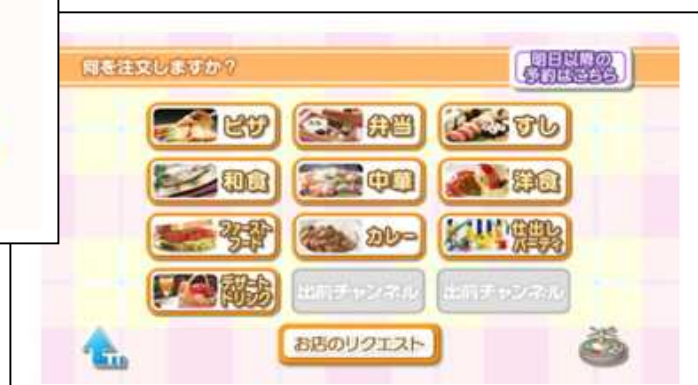 何を注文しますか？
明日以降の
予約はこちら
ピザ
弁当
すし
和食
中華
洋食
ファースト
フード
カレー
仕出し
パーティ
デザート
ドリンク
出前チャンネル
出前チャンネル
お店のリクエスト